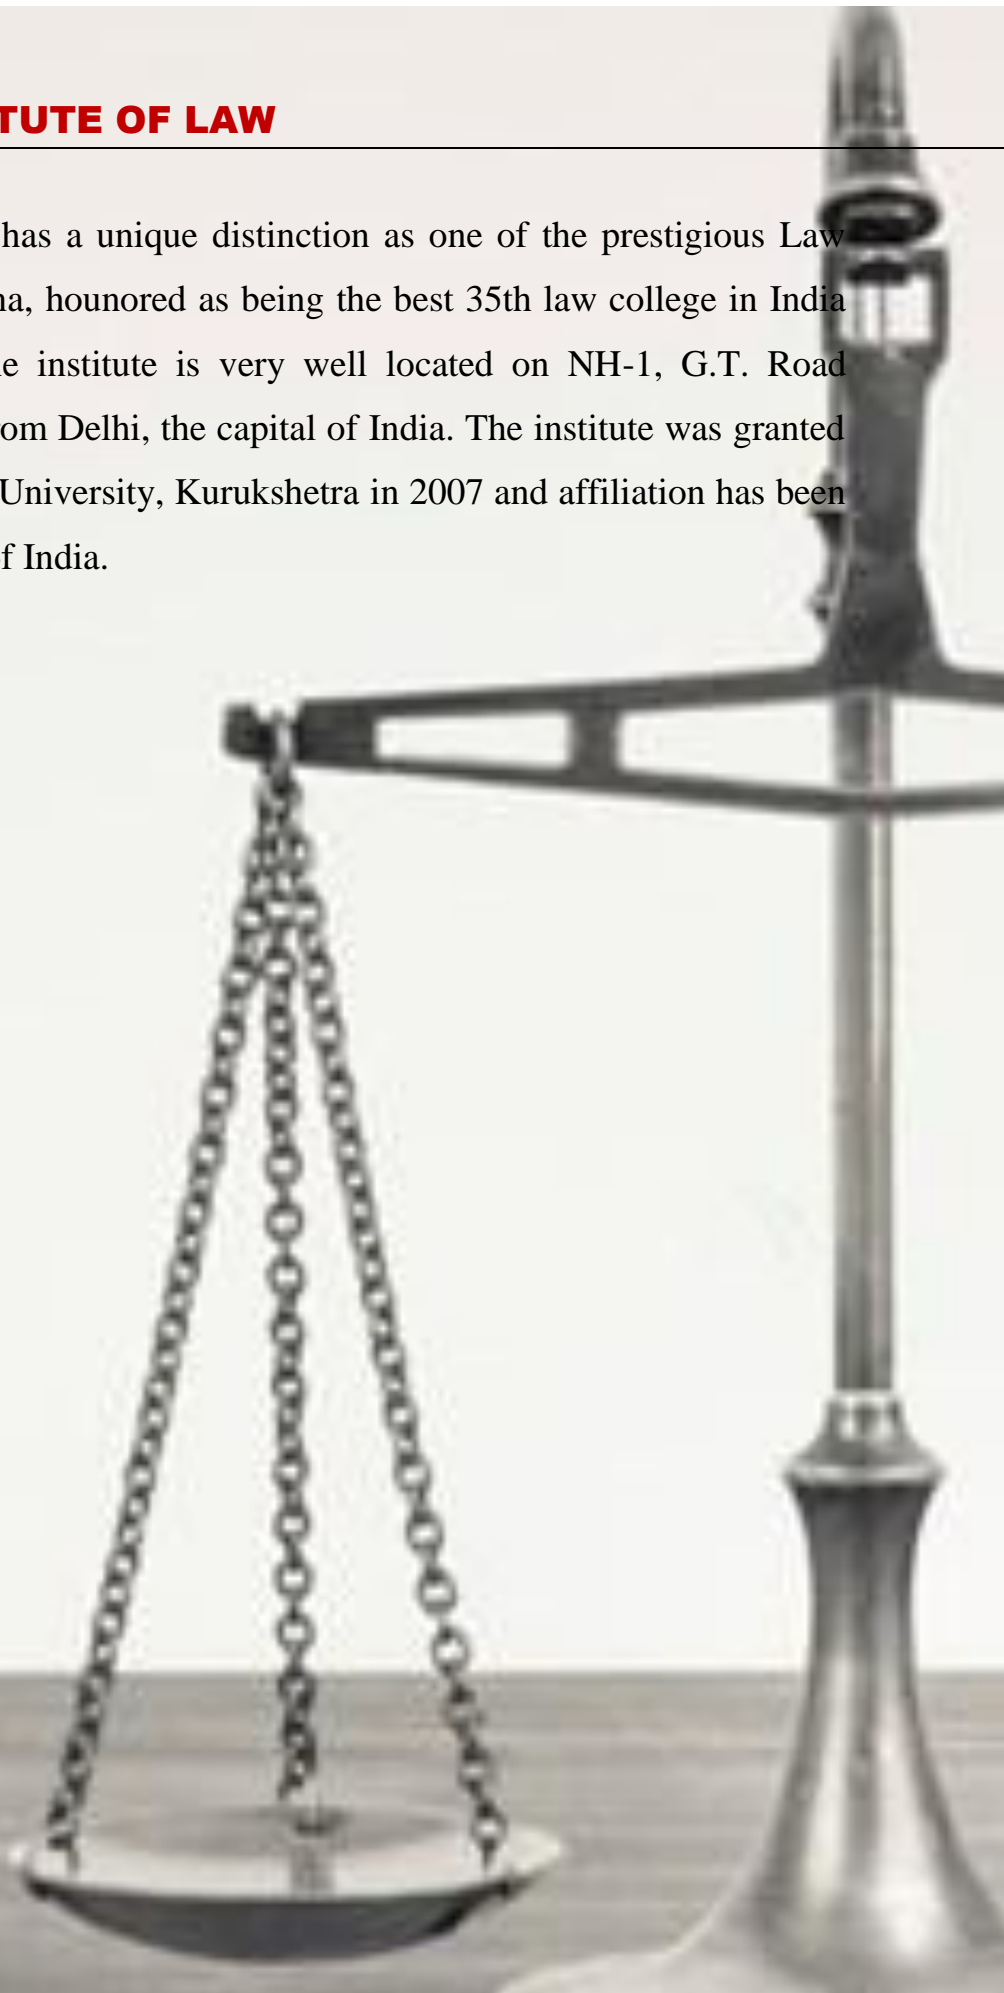 TUTE OF LAW
has a unique distinction as one of the prestigious Law
na, hounored as being the best 35th law college in India
e institute is very well located on NH-1, G.T. Road
rom Delhi, the capital of India. The institute was granted
University, Kurukshetra in 2007 and affiliation has been
f India.